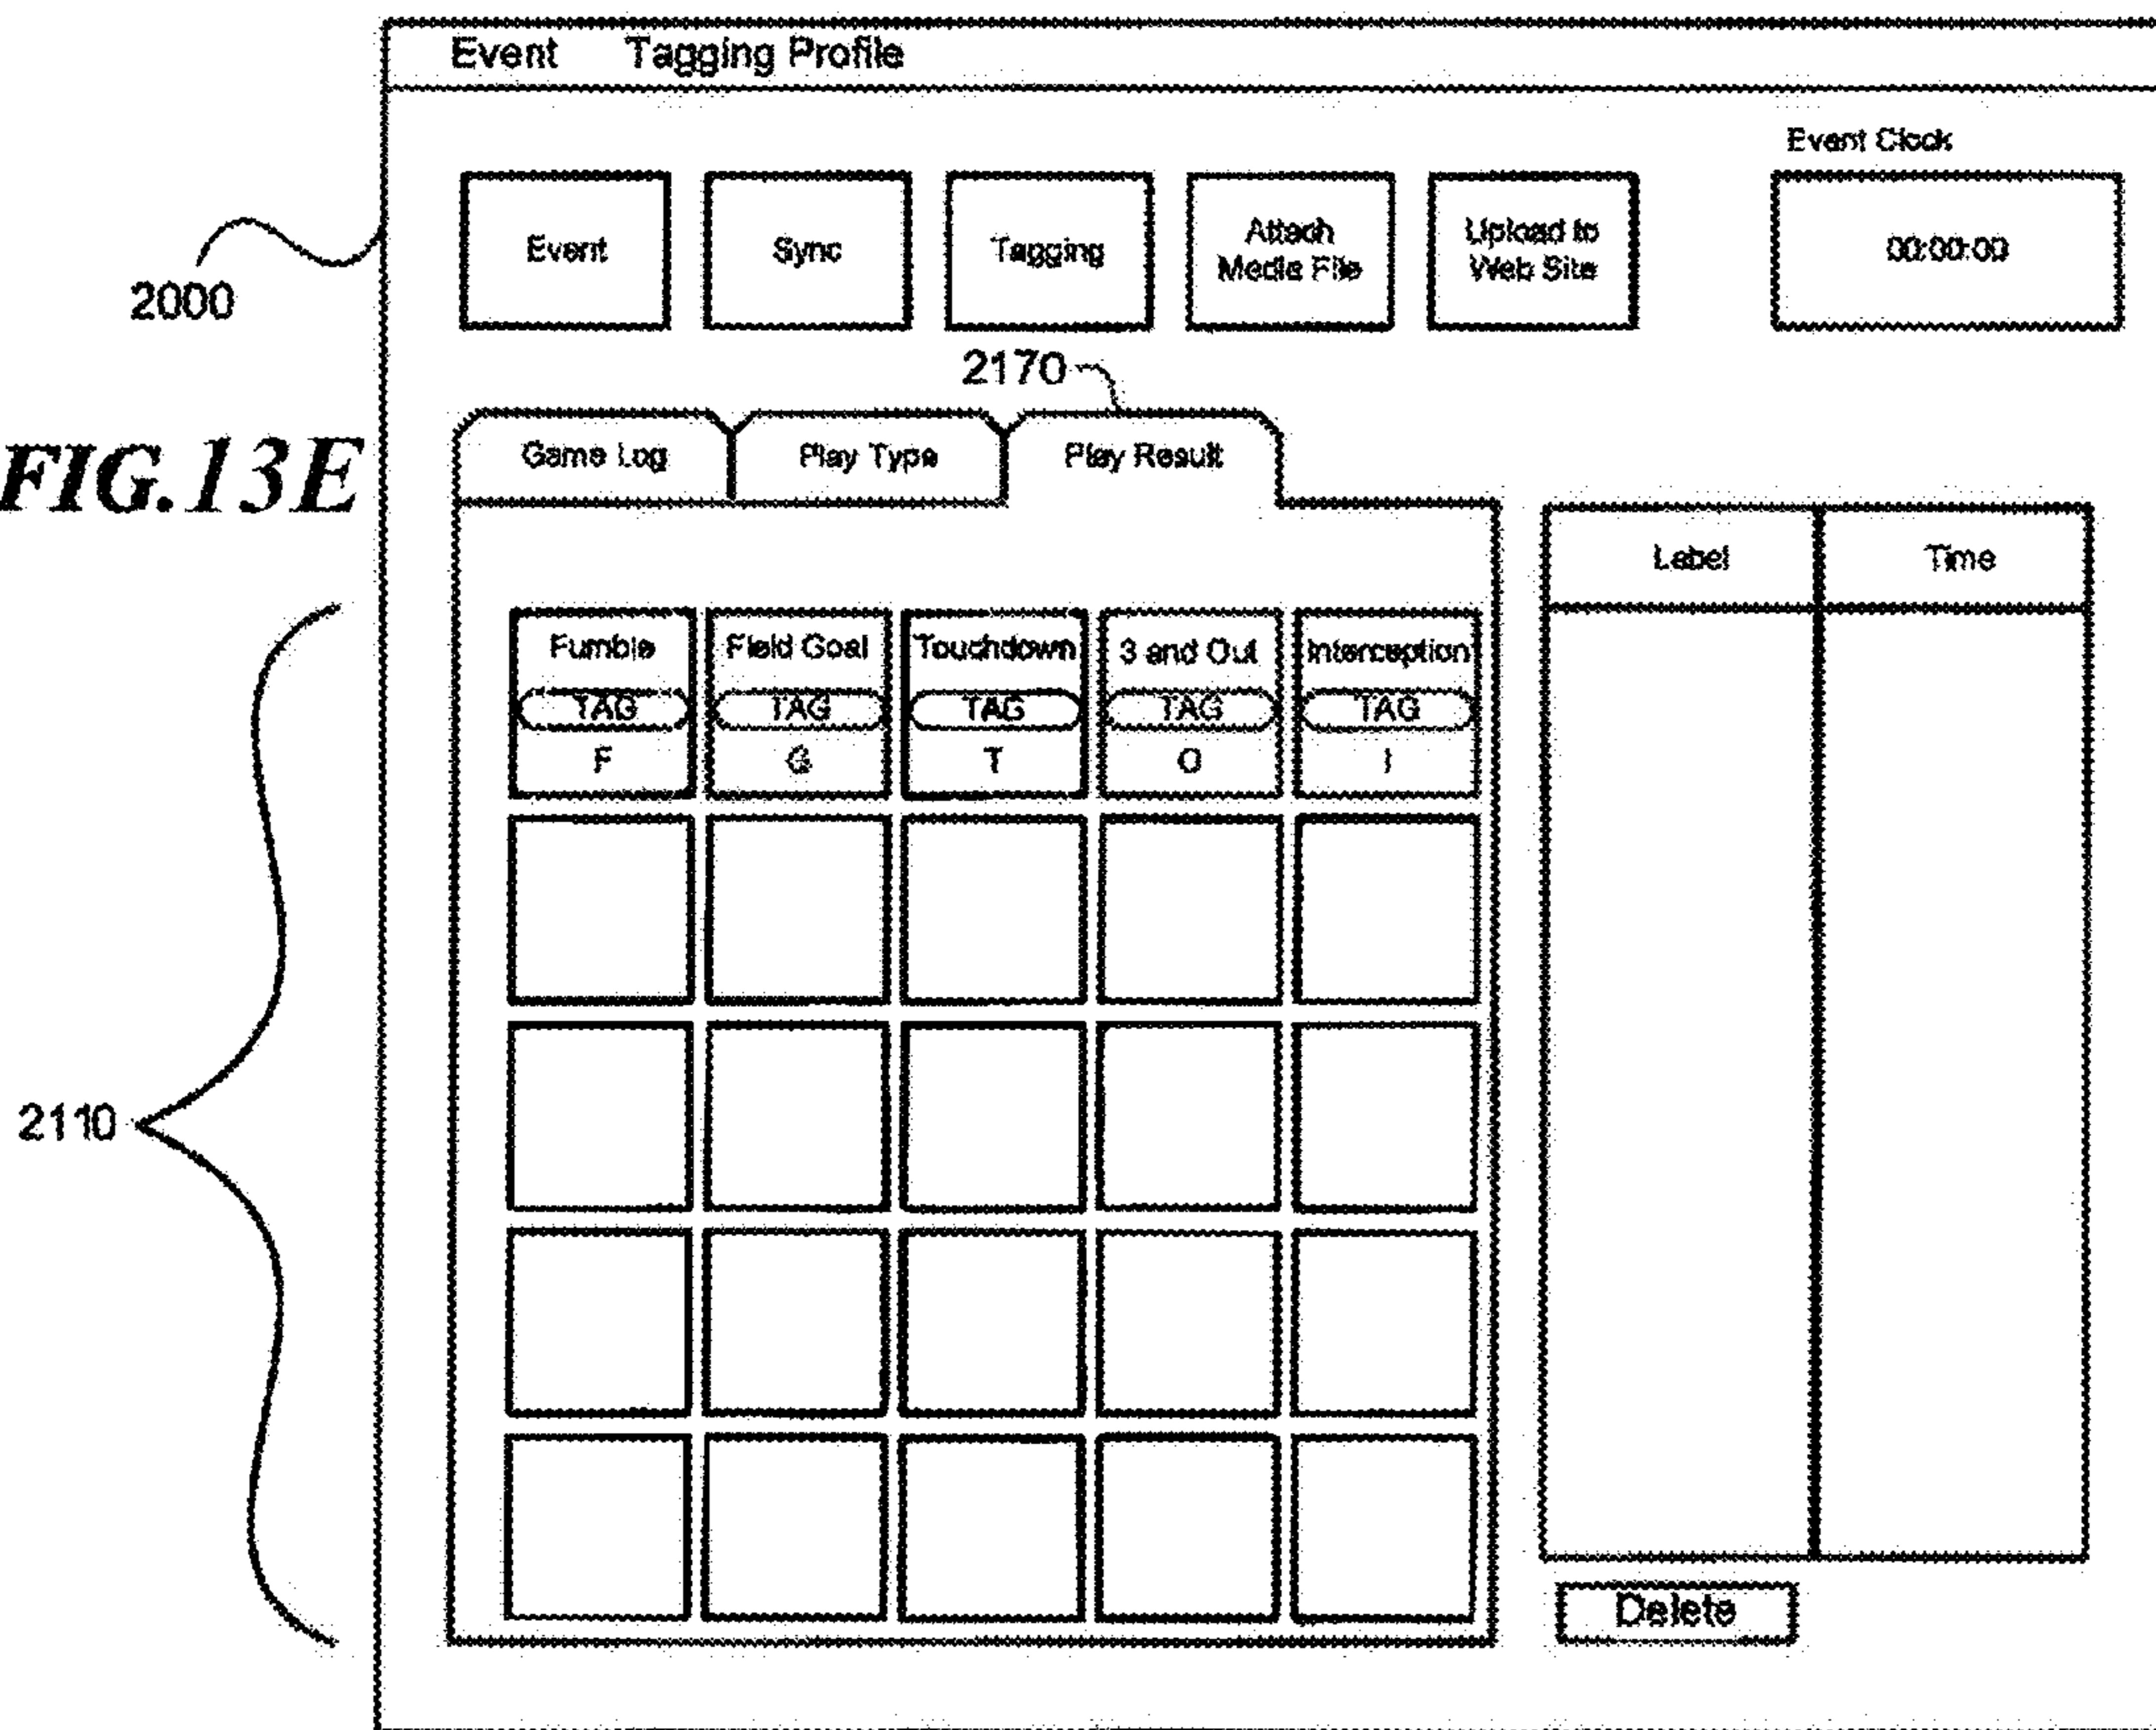 Event Tagging Profile
Event Clock
Event Sync Tagging Attach Media File Upload to Web Site 00:00:00
2000
2170
FIG.13E
Game Log Play Type Play Result
Label Time
Fumble Field Goal Touchdown 3 and Out Interception
TAG TAG TAG TAG TAG
F G T O I
2110
Delete